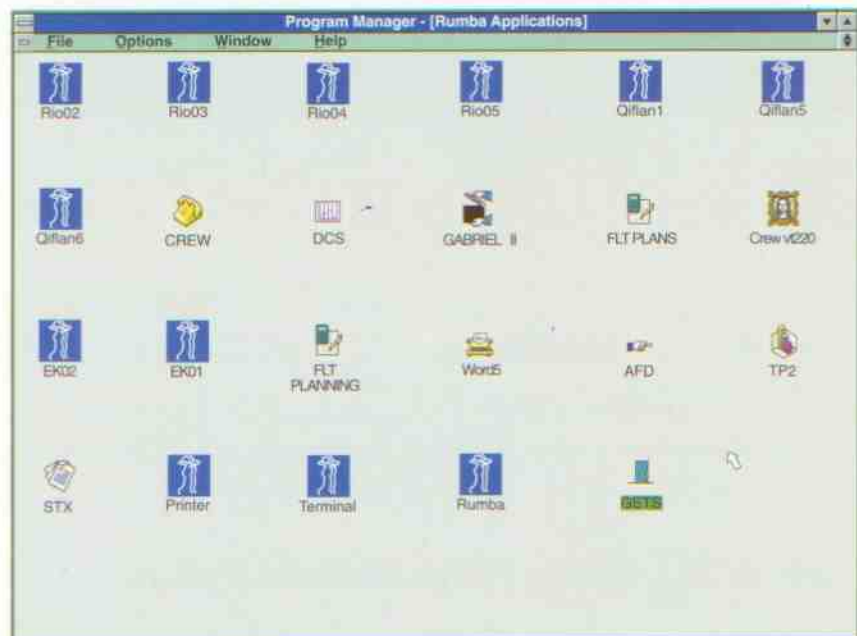 Program Manager - [Rumba Applications]
File Options Window Help
Rio02 Rio03 Rio04 Rio05 Qiflan1 Qiflan5
Qiflan6 CREW DCS GABRIEL II FLT PLANS Crew vt220
EK02 EK01 FLT PLANNING Word5 AFD TP2
STX Printer Terminal Rumba GETS